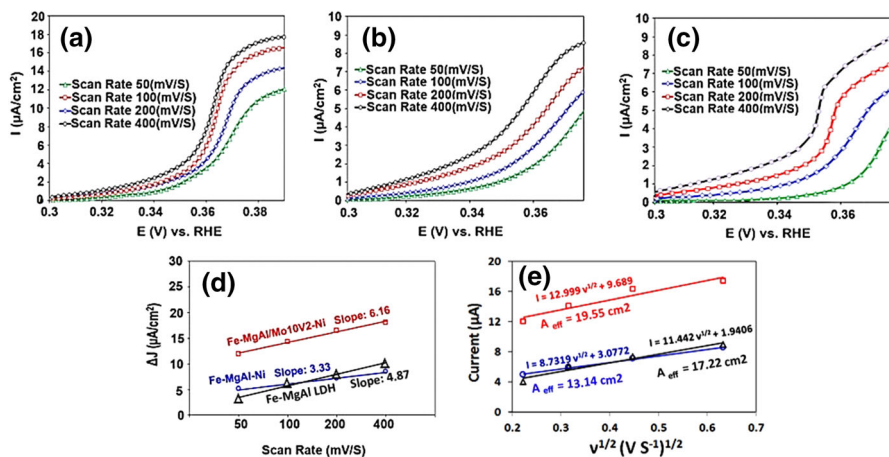 (a)
18
16
14
12
10
8
6
4
2
0
Scan Rate 50(mV/S)
Scan Rate 100(mV/S)
Scan Rate 200(mV/S)
Scan Rate 400(mV/S)
I (µA/cm²)
0.3 0.32 0.34 0.36 0.38
E (V) vs. RHE
(b)
10
9
8
7
6
5
4
3
2
1
0
Scan Rate 50(mV/S)
Scan Rate 100(mV/S)
Scan Rate 200(mV/S)
Scan Rate 400(mV/S)
I (µA/cm²)
0.3 0.32 0.34 0.36
E (V) vs. RHE
(c)
10
9
8
7
6
5
4
3
2
1
0
Scan Rate 50(mV/S)
Scan Rate 100(mV/S)
Scan Rate 200(mV/S)
Scan Rate 400(mV/S)
I (µA/cm²)
0.3 0.32 0.34 0.36
E (V) vs. RHE
(d)
30
25
20
15
10
5
0
ΔJ (µA/cm²)
Fe-MgAl/Mo10V2-Ni Slope: 6.16
Fe-MgAl-Ni Slope: 3.33
Fe-MgAl LDH Slope: 4.87
50 100 200 400
Scan Rate (mV/S)
(e)
20
16
12
8
4
0
Current (µA)
I = 12.999 v^1/2 + 9.689
A eff = 19.55 cm2
I = 8.7319 v^1/2 + 3.0772
A eff = 13.14 cm2
I = 11.442 v^1/2 + 1.9406
A eff = 17.22 cm2
0.2 0.3 0.4 0.5 0.6 0.7
v^1/2 (V S^-1)^1/2